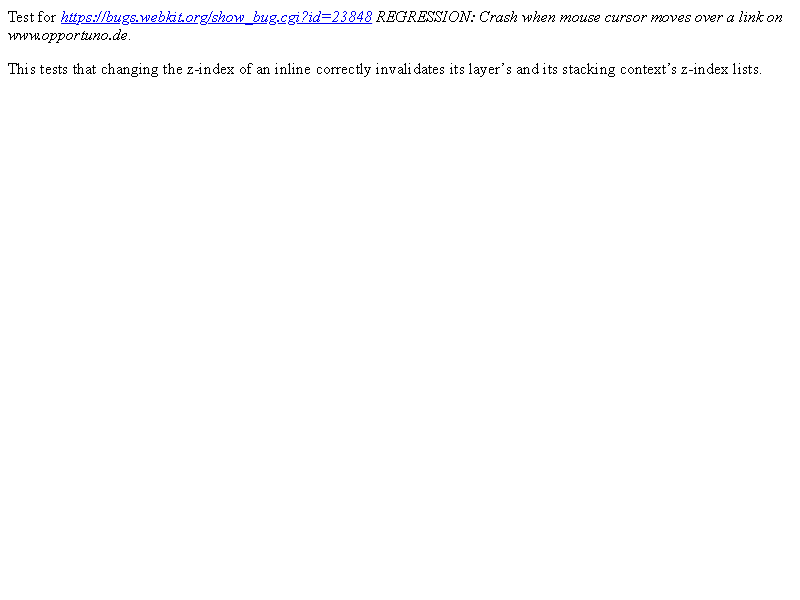 Test for https://bugs.webkit.org/show_bug.cgi?id=23848 REGRESSION: Crash when mouse cursor moves over a link on
www.opportuno.de.
This tests that changing the z-index of an inline correctly invalidates its layer’s and its stacking context’s z-index lists.